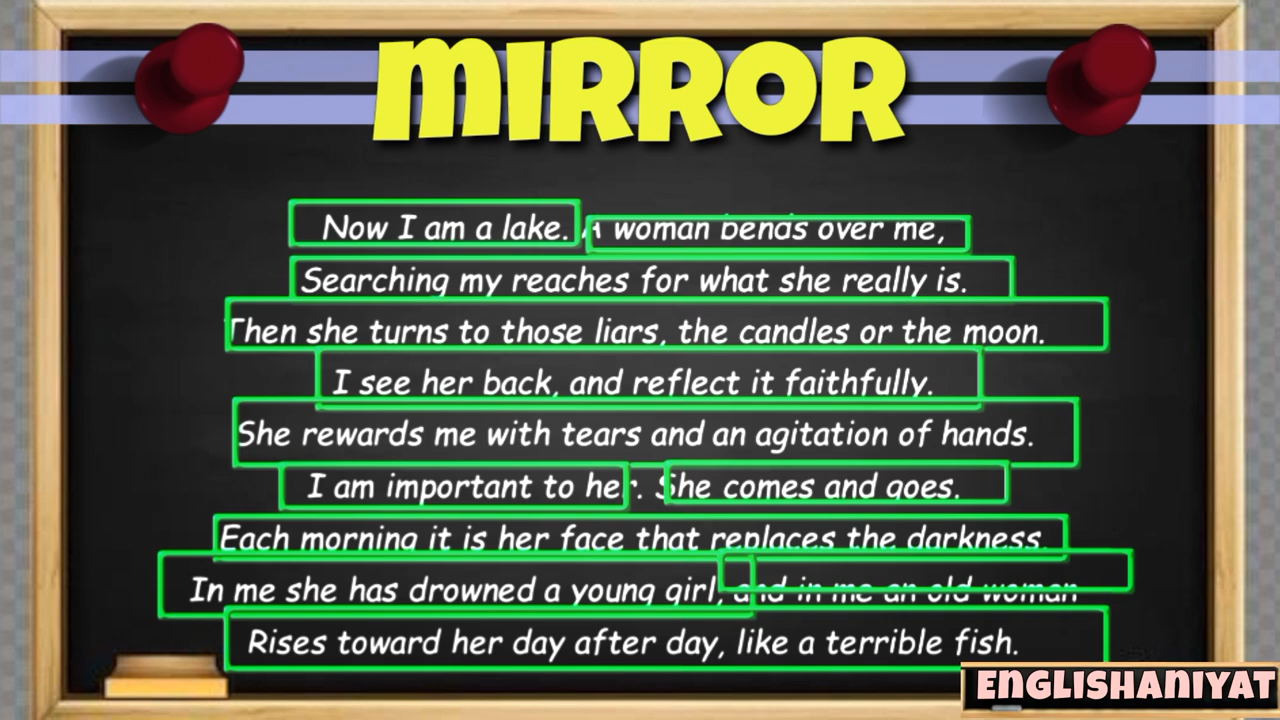 MIRROR
Now I am a lake. A woman bends over me,
Searching my reaches for what she really is.
Then she turns to those liars, the candles or the moon.
I see her back, and reflect it faithfully.
She rewards me with tears and an agitation of hands.
I am important to her. She comes and goes.
Each morning it is her face that replaces the darkness.
In me she has drowned a young girl, and in me an old woman
Rises toward her day after day, like a terrible fish.
ENGLISHANIYAT